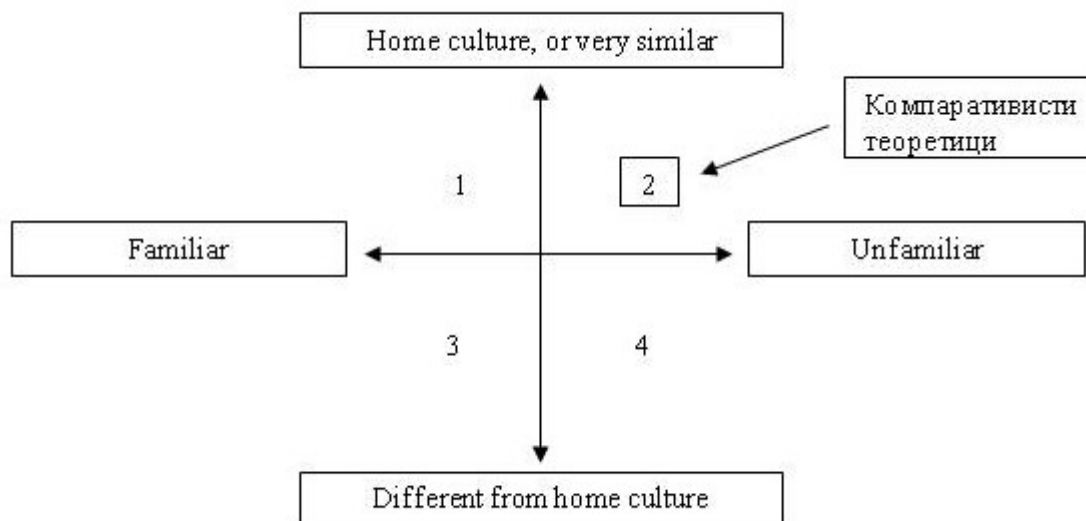 Home culture, or very similar
Компаративисти
теоретици
1
2
Familiar
Unfamiliar
3
4
Different from home culture